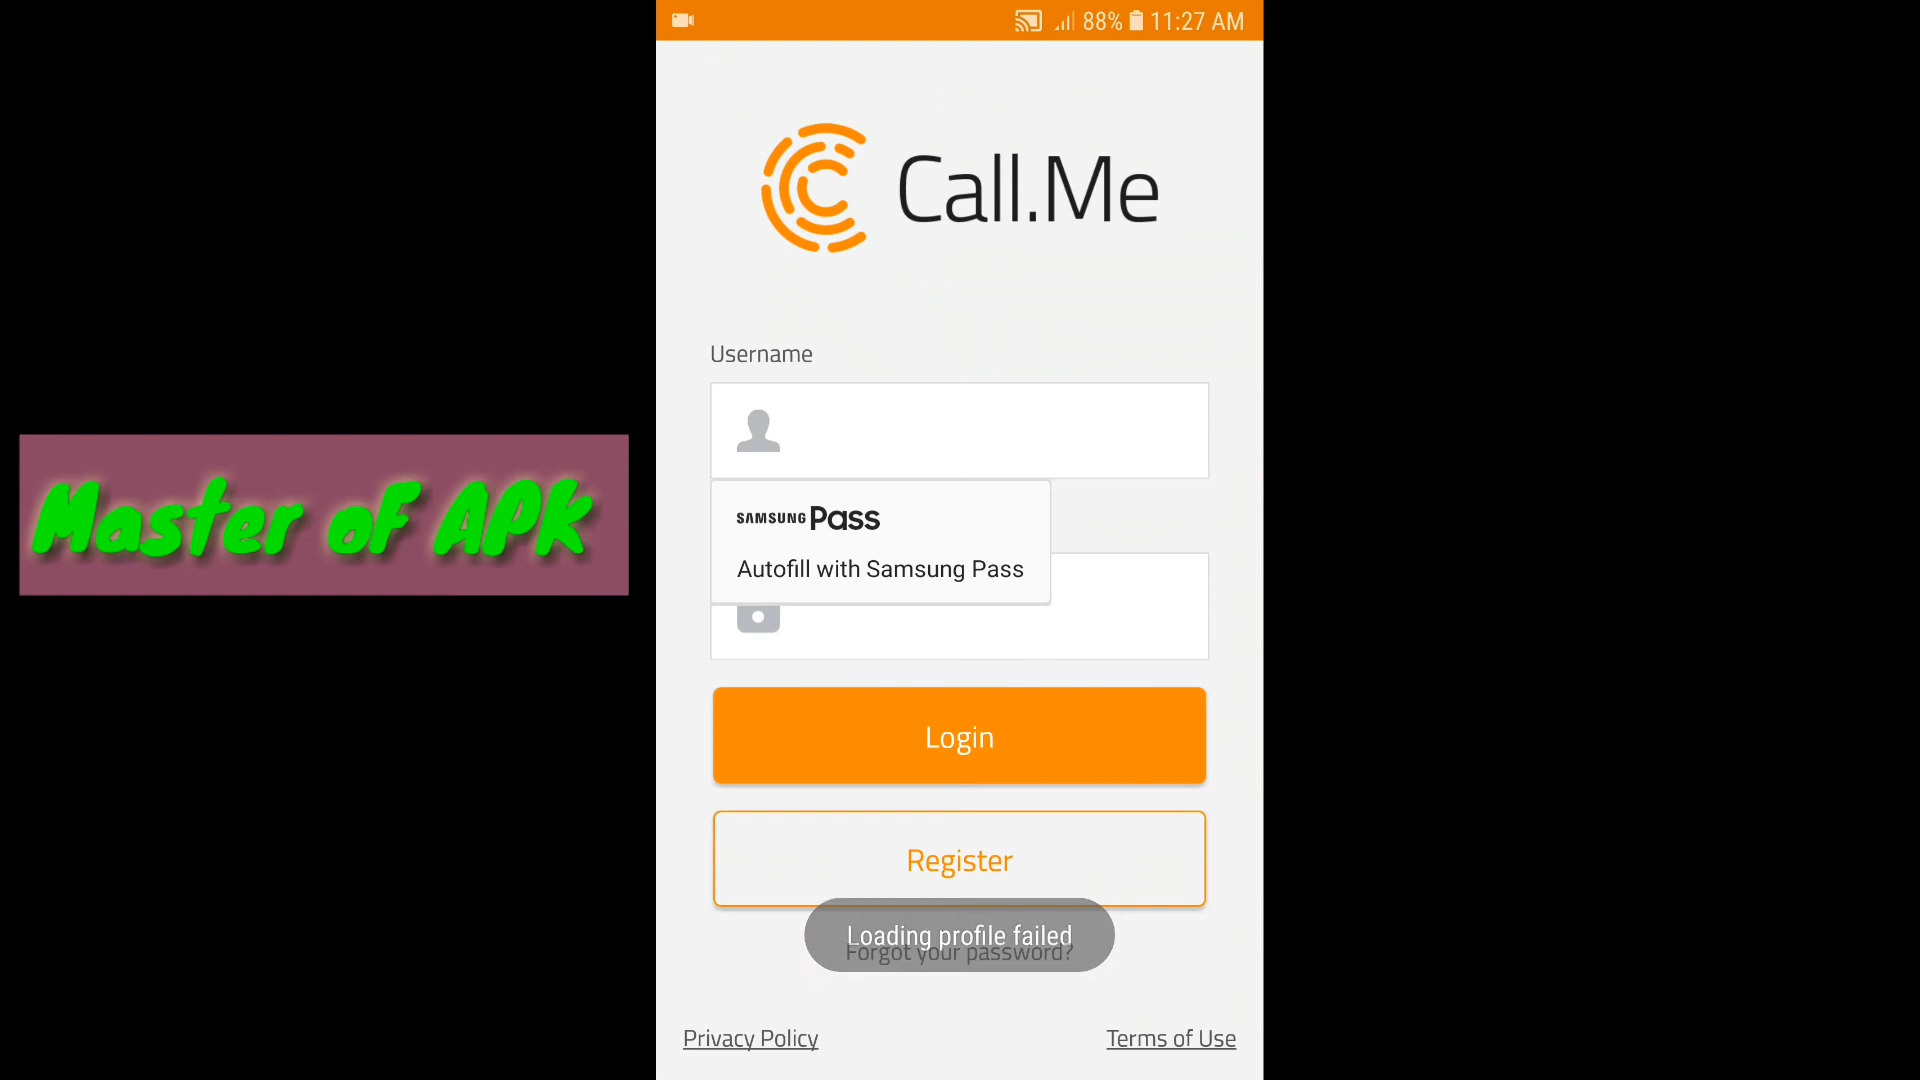 88% 11:27 AM
Call.Me
Username
SAMSUNG Pass
Autofill with Samsung Pass
Master oF APK
Login
Register
Loading profile failed
Forgot your password?
Privacy Policy
Terms of Use